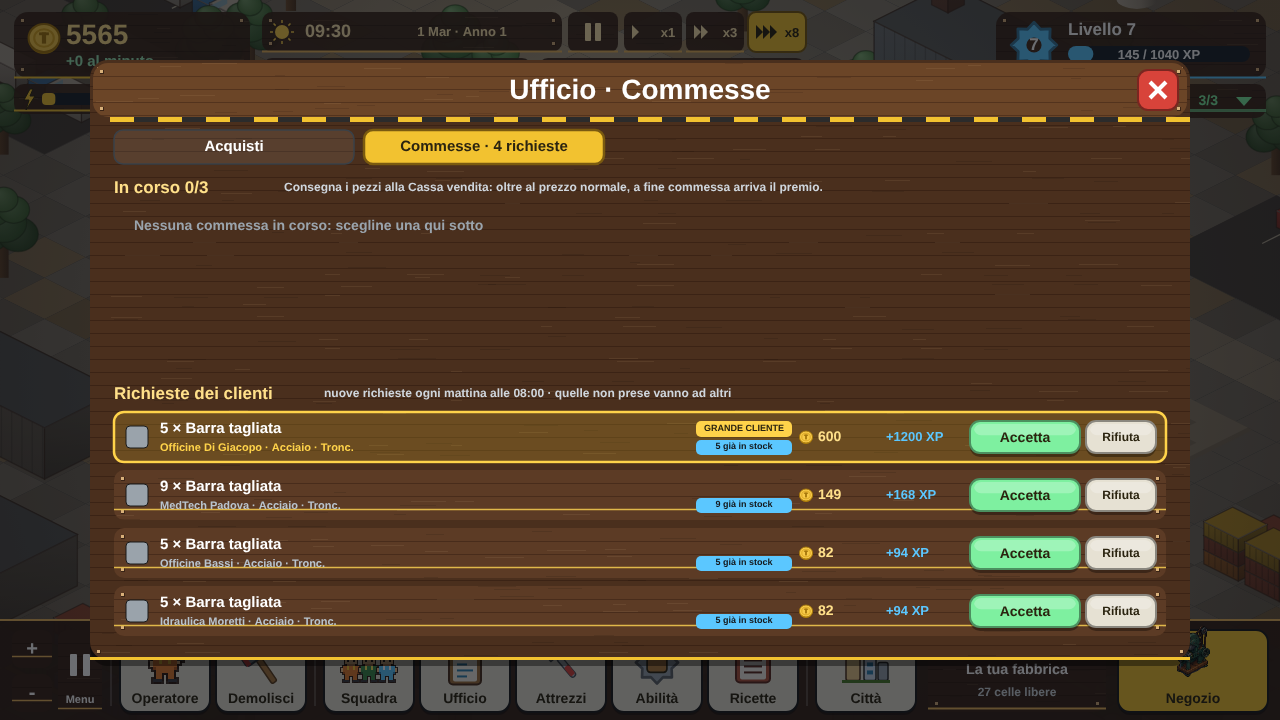 5565
+0 al minuto
09:30
1 Mar · Anno 1
x1
x3
x8
7
Livello 7
145 / 1040 XP
3/3
Ufficio · Commesse
Acquisti
Commesse · 4 richieste
In corso 0/3
Consegna i pezzi alla Cassa vendita: oltre al prezzo normale, a fine commessa arriva il premio.
Nessuna commessa in corso: scegline una qui sotto
Richieste dei clienti
nuove richieste ogni mattina alle 08:00 · quelle non prese vanno ad altri
5 × Barra tagliata
Officine Di Giacopo · Acciaio · Tronc.
GRANDE CLIENTE
5 già in stock
600
+1200 XP
Accetta
Rifiuta
9 × Barra tagliata
MedTech Padova · Acciaio · Tronc.
9 già in stock
149
+168 XP
Accetta
Rifiuta
5 × Barra tagliata
Officine Bassi · Acciaio · Tronc.
5 già in stock
82
+94 XP
Accetta
Rifiuta
5 × Barra tagliata
Idraulica Moretti · Acciaio · Tronc.
5 già in stock
82
+94 XP
Accetta
Rifiuta
+
-
Menu
Operatore
Demolisci
Squadra
Ufficio
Attrezzi
Abilità
Ricette
Città
La tua fabbrica
27 celle libere
Negozio